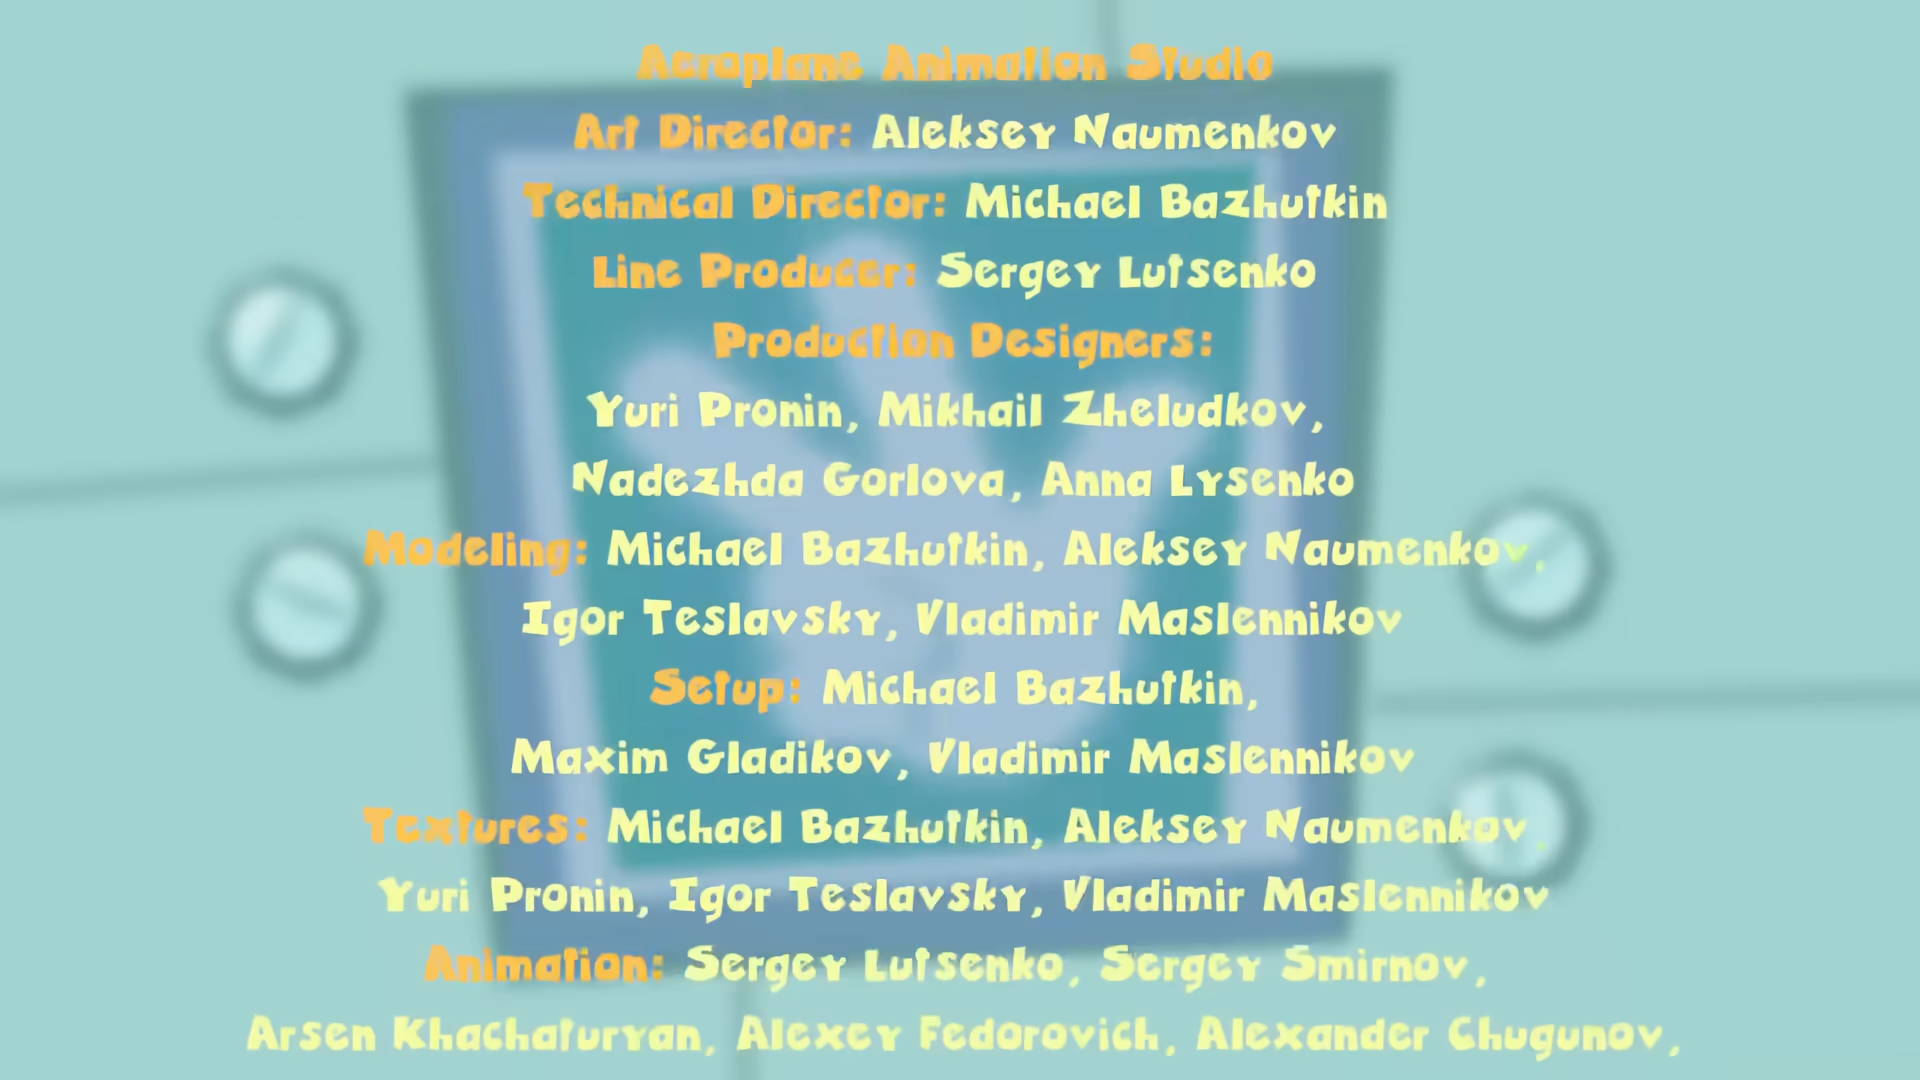 Aeroplane Animation Studio
Art Director: Aleksey Naumenkov
Technical Director: Michael Bazhutkin
Line Producer: Sergey Lutsenko
Production Designers:
Yuri Pronin, Mikhail Zheludkov,
Nadezhda Gorlova, Anna Lysenko
Modeling: Michael Bazhutkin, Aleksey Naumenkov,
Igor Teslavsky, Vladimir Maslennikov
Setup: Michael Bazhutkin,
Maxim Gladikov, Vladimir Maslennikov
Textures: Michael Bazhutkin, Aleksey Naumenkov,
Yuri Pronin, Igor Teslavsky, Vladimir Maslennikov
Animation: Sergey Lutsenko, Sergey Smirnov,
Arsen Khachaturyan, Alexey Fedorovich, Alexander Chugunov,